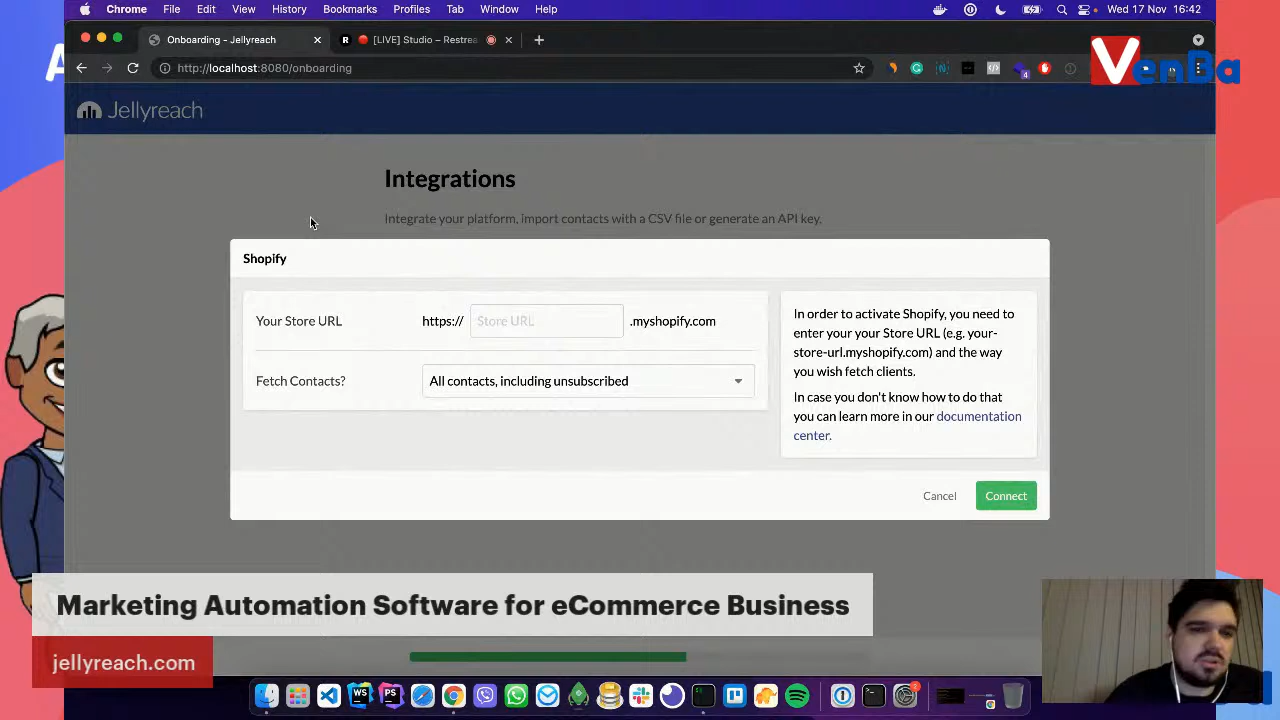 Chrome File Edit View History Bookmarks Profiles Tab Window Help
Wed 17 Nov 16:42
Onboarding - Jellyreach
[LIVE] Studio – Restrea
http://localhost:8080/onboarding
VenBa
Jellyreach
Integrations
Integrate your platform, import contacts with a CSV file or generate an API key.
Shopify
Your Store URL https:// Store URL .myshopify.com
Fetch Contacts? All contacts, including unsubscribed
In order to activate Shopify, you need to
enter your your Store URL (e.g. your-
store-url.myshopify.com) and the way
you wish fetch clients.
In case you don't know how to do that
you can learn more in our documentation
center.
Cancel Connect
Marketing Automation Software for eCommerce Business
jellyreach.com